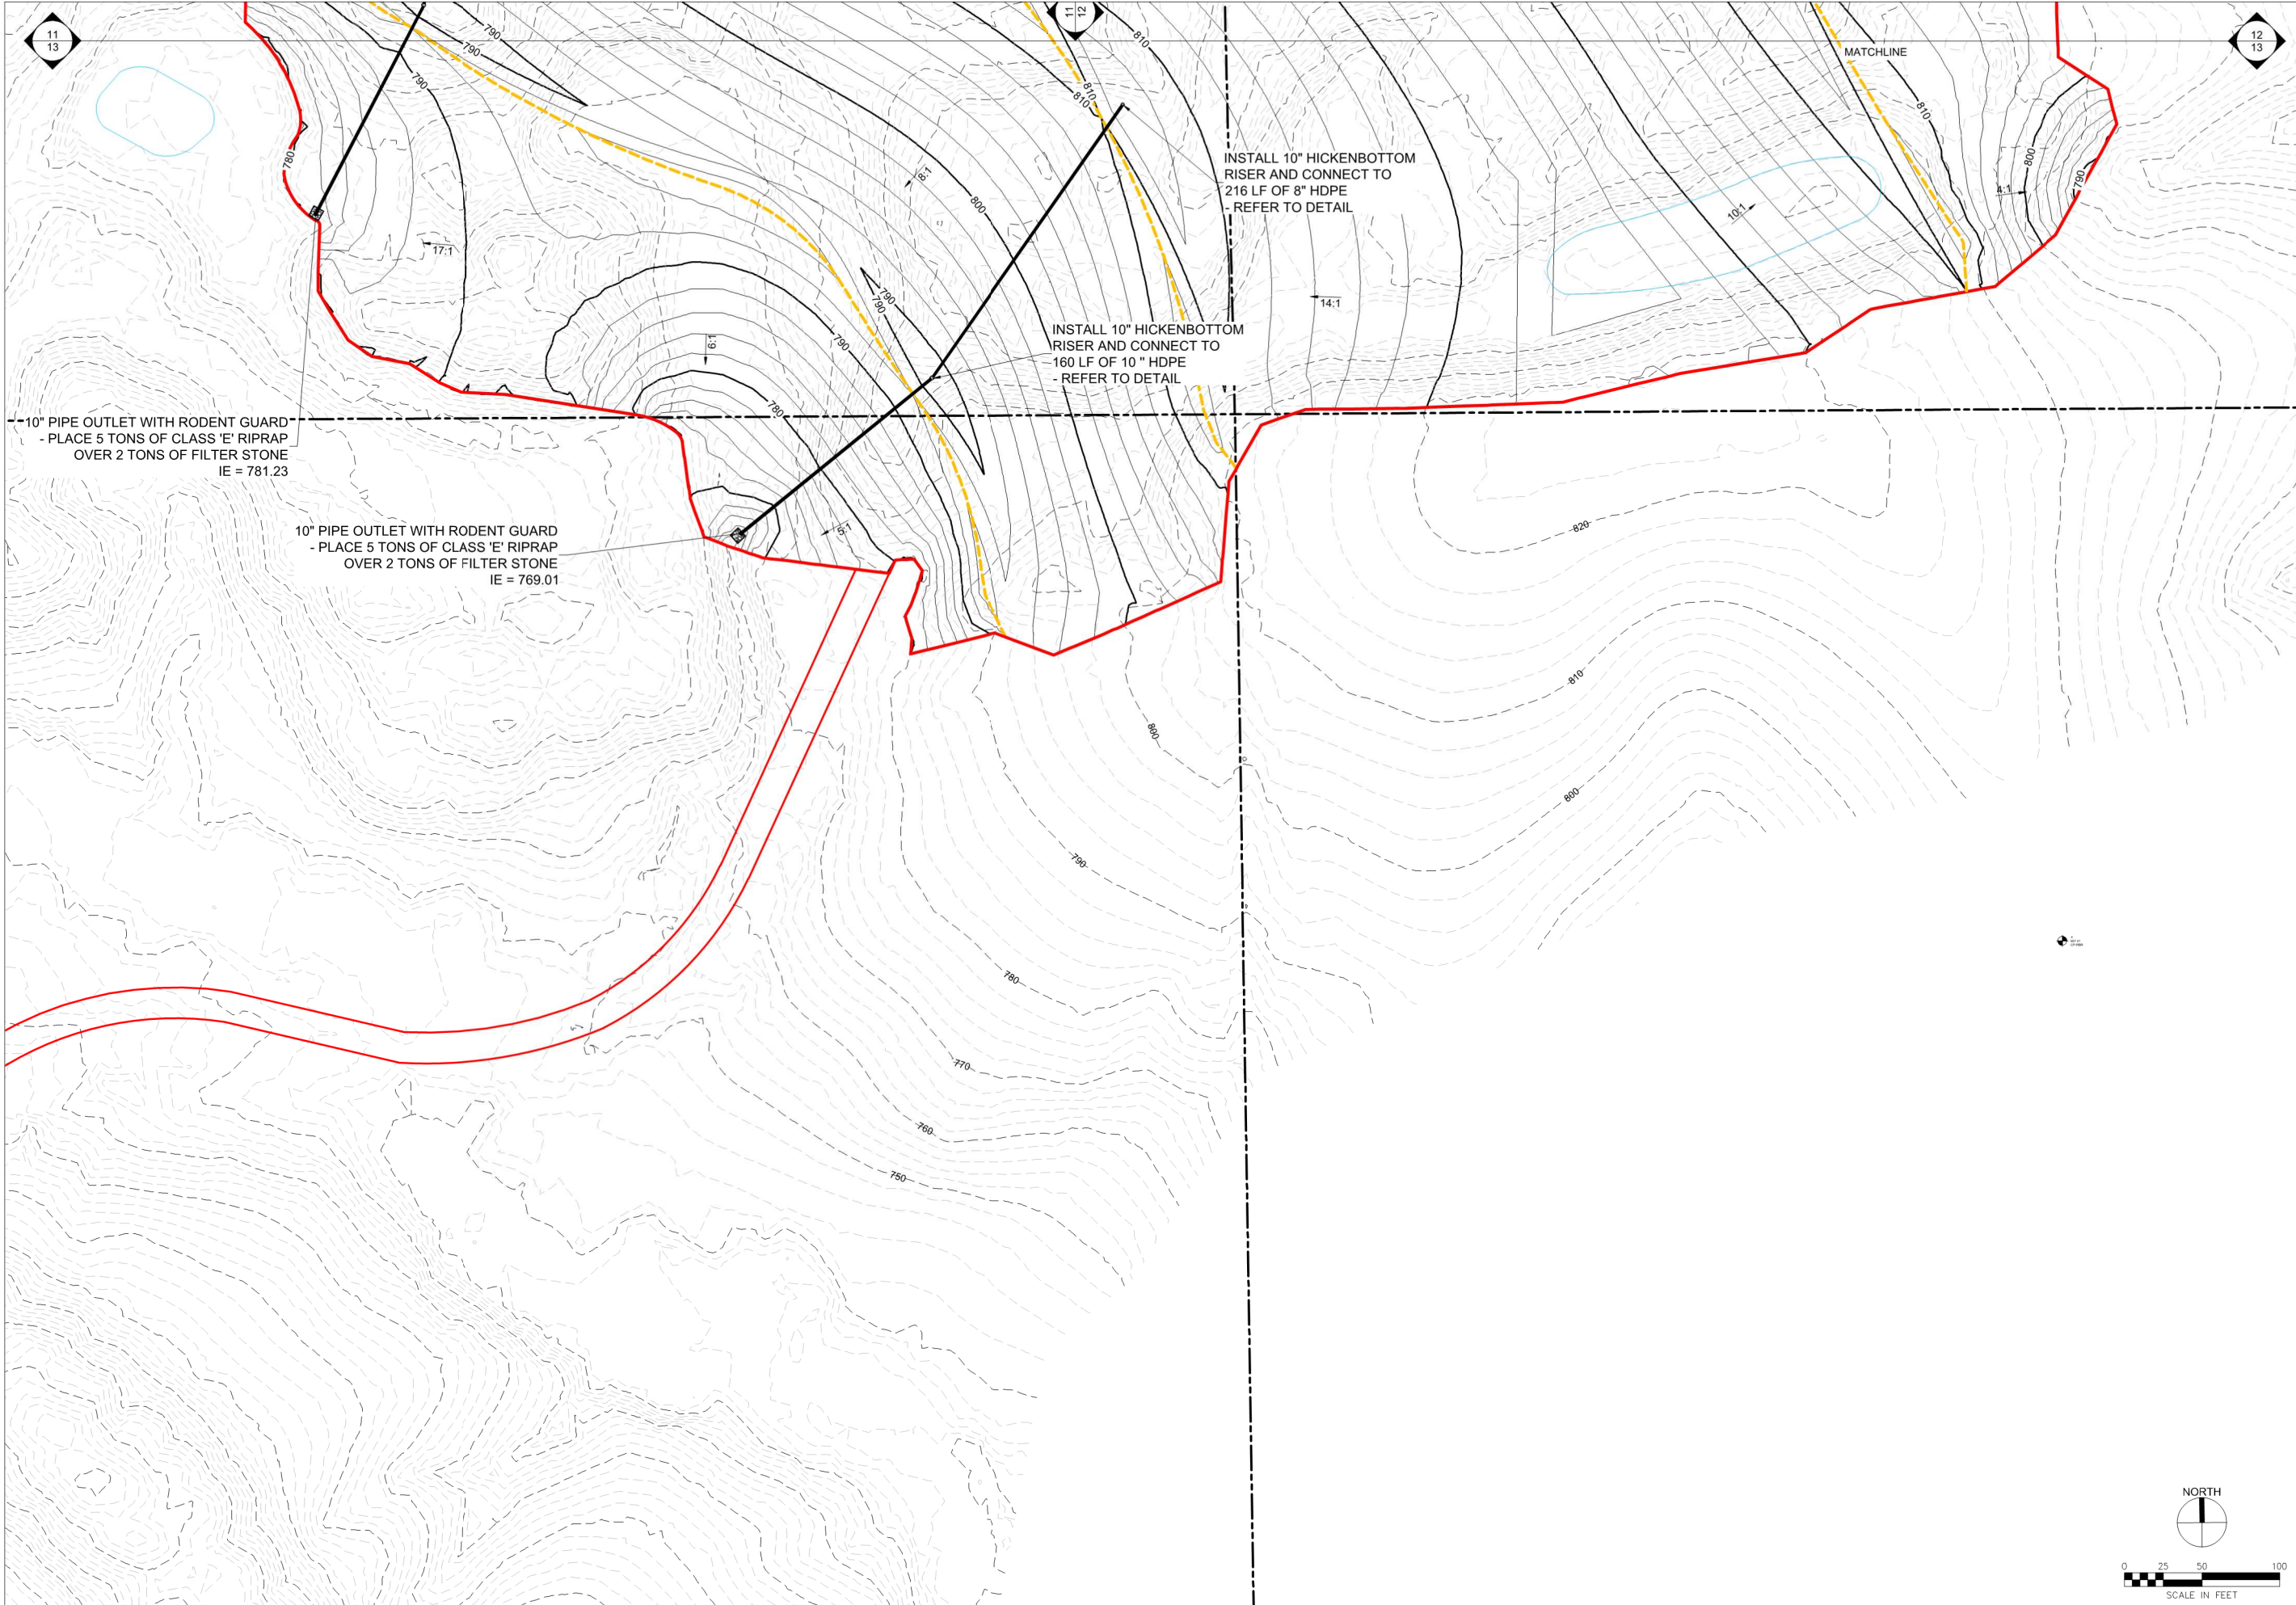 11
13
11
12
12
13
MATCHLINE
790
790
790
810
810
810
810
780
800
790
800
4:1
8:1
10:1
17:1
14:1
INSTALL 10" HICKENBOTTOM
RISER AND CONNECT TO
216 LF OF 8" HDPE
- REFER TO DETAIL
790
790
790
6:1
INSTALL 10" HICKENBOTTOM
RISER AND CONNECT TO
160 LF OF 10 " HDPE
- REFER TO DETAIL
780
10" PIPE OUTLET WITH RODENT GUARD
- PLACE 5 TONS OF CLASS 'E' RIPRAP
OVER 2 TONS OF FILTER STONE
IE = 781.23
10" PIPE OUTLET WITH RODENT GUARD
- PLACE 5 TONS OF CLASS 'E' RIPRAP
OVER 2 TONS OF FILTER STONE
IE = 769.01
5:1
820
810
800
800
790
780
770
760
750
NORTH
0 25 50 100
SCALE IN FEET